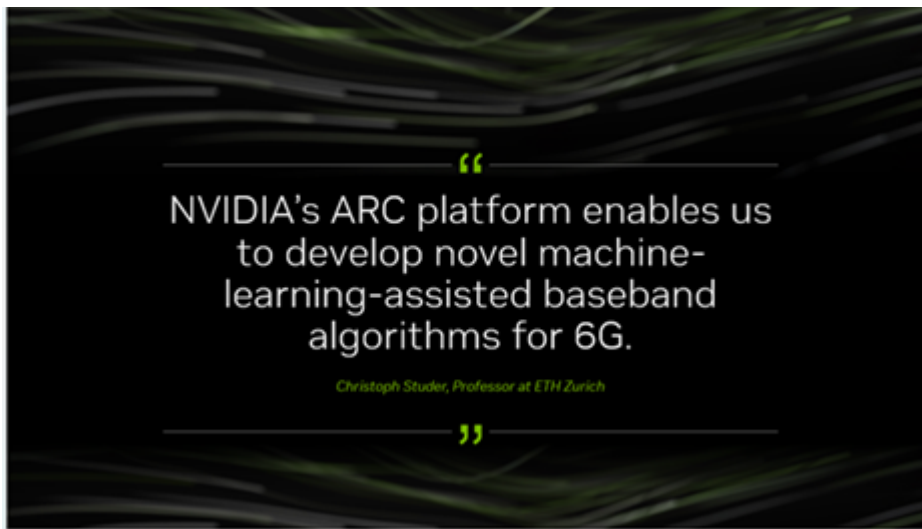 “
NVIDIA’s ARC platform enables us
to develop novel machine-
learning-assisted baseband
algorithms for 6G.
Christoph Studer, Professor at ETH Zurich
”